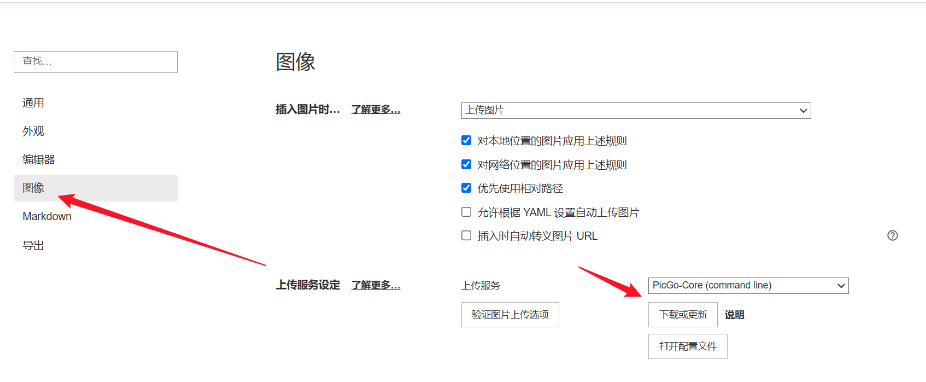 查找...
图像
通用
外观
编辑器
图像
Markdown
导出
插入图片时... 了解更多... 上传图片
对本地位置的图片应用上述规则
对网络位置的图片应用上述规则
优先使用相对路径
允许根据 YAML 设置自动上传图片
插入时自动转义图片 URL
上传服务设定 了解更多... 上传服务 PicGo-Core (command line)
验证图片上传选项 下载或更新 说明
打开配置文件